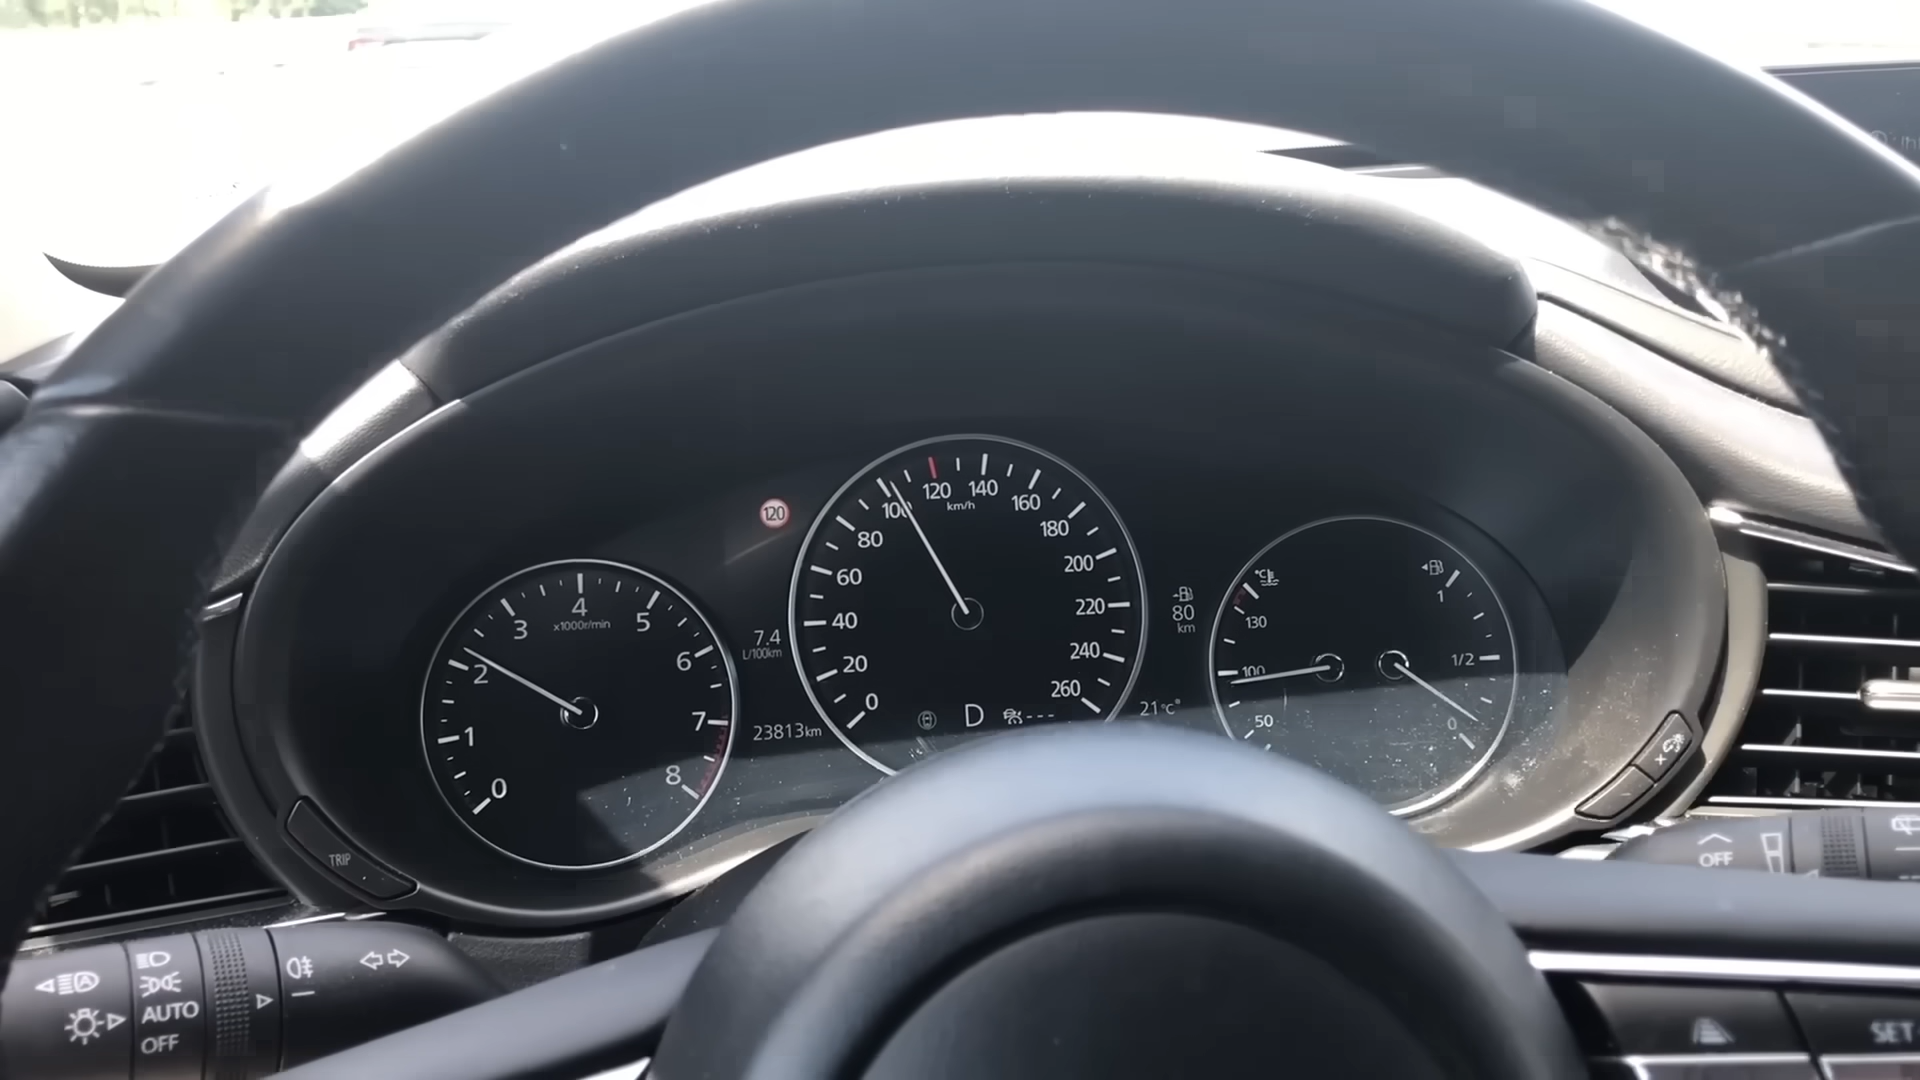 120
0
1
2
3
4
5
6
7
8
x1000r/min
7.4
L/100km
23813km
0
20
40
60
80
100
120
140
160
180
200
220
240
260
km/h
D
---
80
km
21°C
°C
130
100
50
1
1/2
0
TRIP
A
AUTO
OFF
OFF
SET
+
-